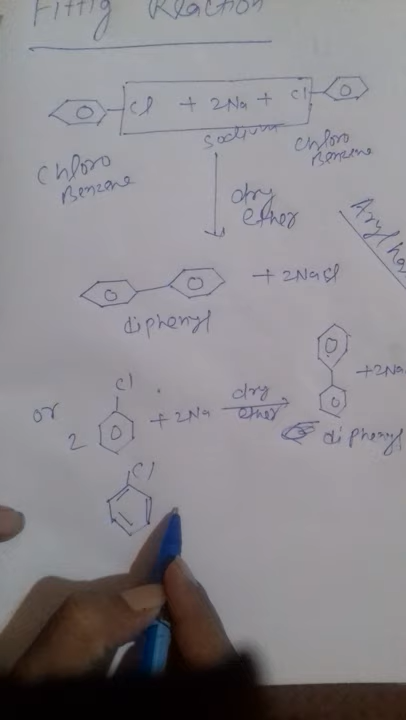 Fittig Reaction
Cl + 2Na + Cl
Sodium
Chloro
Benzene
Chloro
Benzene
dry
ether
+ 2NaCl
diphenyl
or 2 Cl + 2Na dry
ether + 2Na
diphenyl
Cl